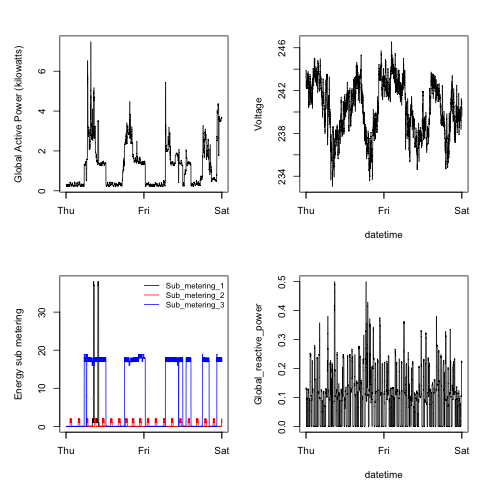 Global Active Power (kilowatts)
0 2 4 6
Thu Fri Sat
Voltage
234 238 242 246
Thu Fri Sat
datetime
Energy sub metering
0 10 20 30
Sub_metering_1
Sub_metering_2
Sub_metering_3
Thu Fri Sat
Global_reactive_power
0.0 0.1 0.2 0.3 0.4 0.5
Thu Fri Sat
datetime